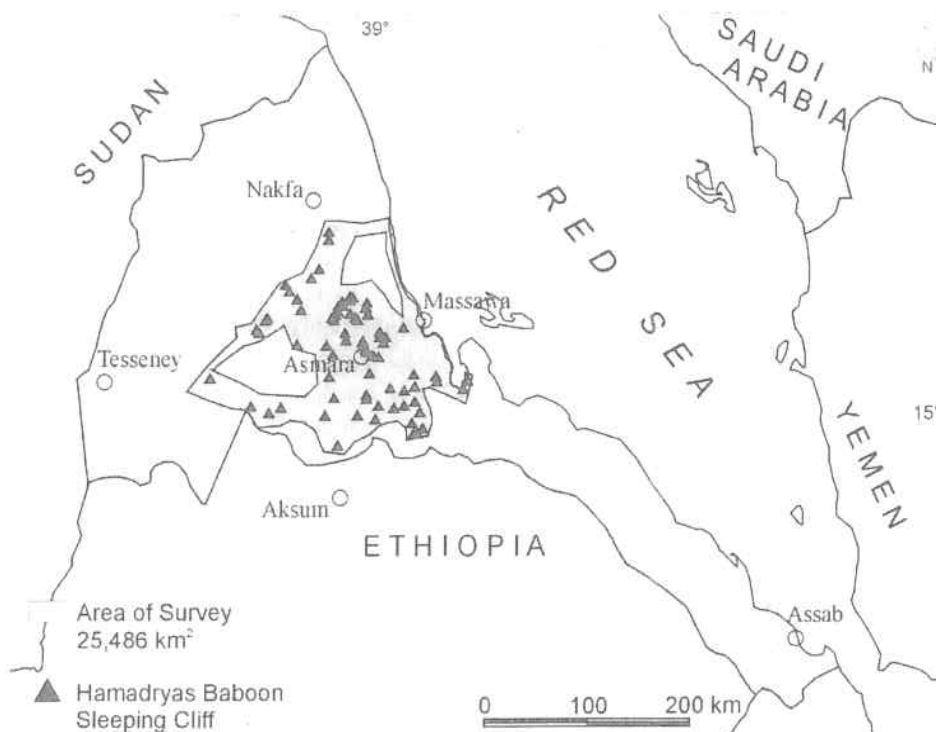 39°
SAUDI
ARABIA
N
SUDAN
Nakfa
RED SEA
Massawa
Tesseney
Asmara
15°
YEMEN
Aksum
ETHIOPIA
Area of Survey
25,486 km²
Assab
Hamadryas Baboon
Sleeping Cliff
0 100 200 km